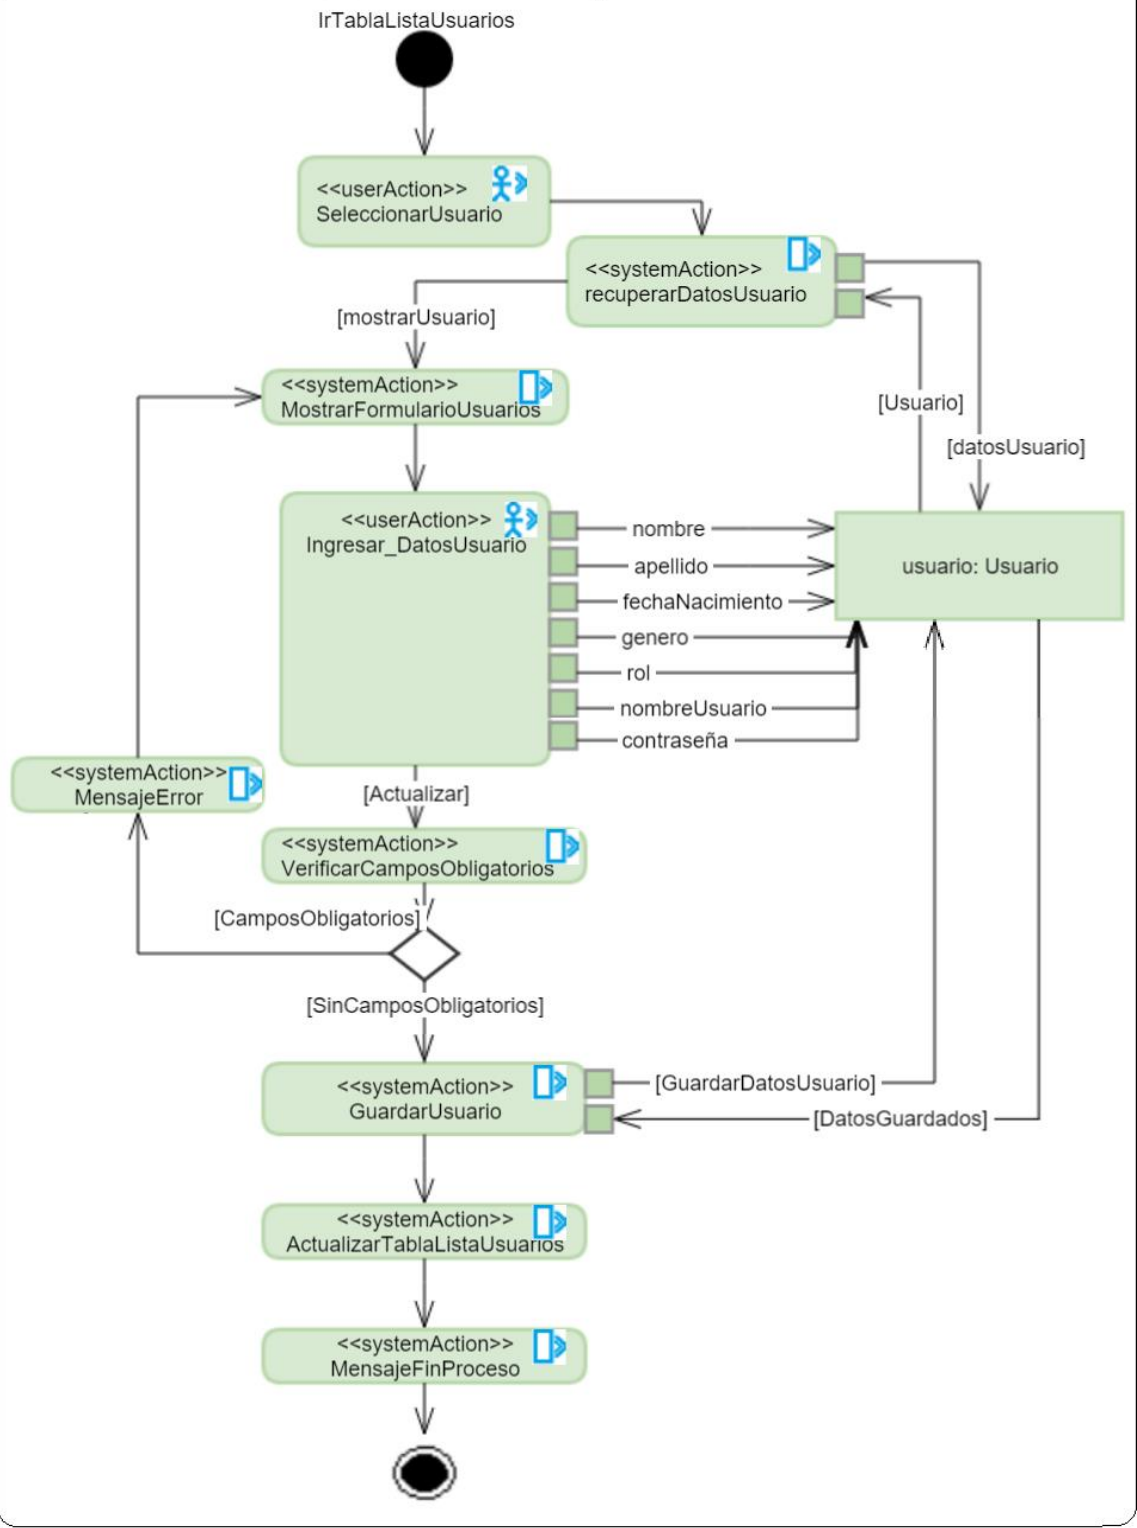 IrTablaListaUsuarios
<<userAction>>
SeleccionarUsuario
<<systemAction>>
recuperarDatosUsuario
[mostrarUsuario]
<<systemAction>>
MostrarFormularioUsuarios
[Usuario]
[datosUsuario]
<<userAction>>
Ingresar_DatosUsuario
nombre
apellido
fechaNacimiento
genero
rol
nombreUsuario
contraseña
usuario: Usuario
<<systemAction>>
MensajeError
[Actualizar]
<<systemAction>>
VerificarCamposObligatorios
[CamposObligatorios]
[SinCamposObligatorios]
<<systemAction>>
GuardarUsuario
[GuardarDatosUsuario]
[DatosGuardados]
<<systemAction>>
ActualizarTablaListaUsuarios
<<systemAction>>
MensajeFinProceso